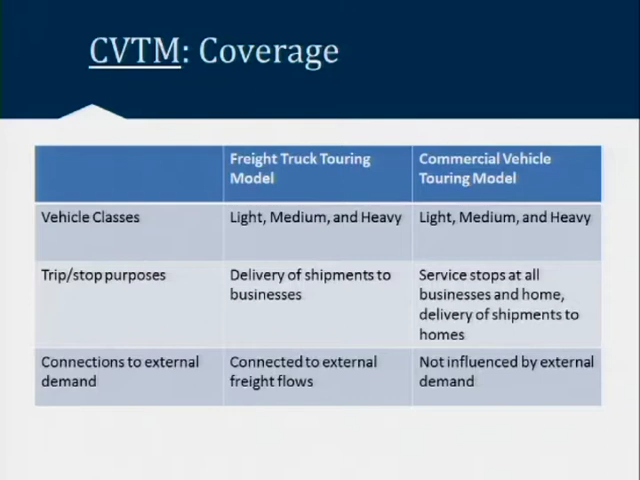 CVTM: Coverage
Freight Truck Touring
Model
Commercial Vehicle
Touring Model
Vehicle Classes
Light, Medium, and Heavy
Light, Medium, and Heavy
Trip/stop purposes
Delivery of shipments to
businesses
Service stops at all
businesses and home,
delivery of shipments to
homes
Connections to external
demand
Connected to external
freight flows
Not influenced by external
demand